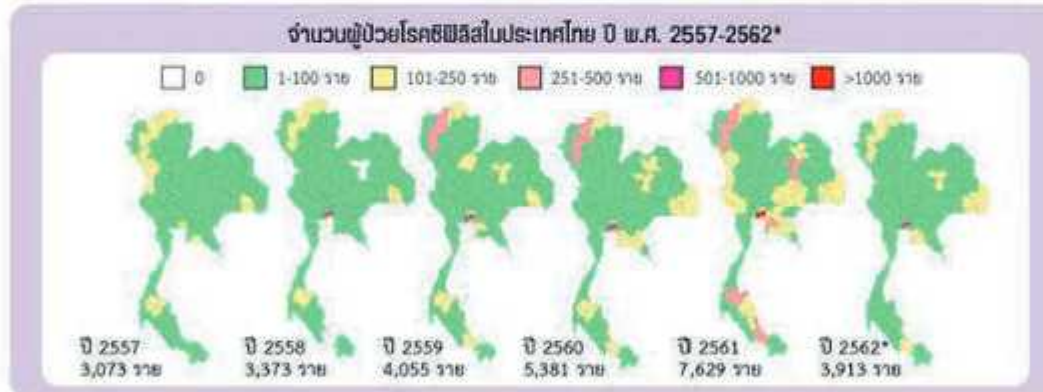 จำนวนผู้ป่วยโรคซิฟิลิสในประเทศไทย ปี พ.ศ. 2557-2562*
0 1-100 ราย 101-250 ราย 251-500 ราย 501-1000 ราย >1000 ราย
ปี 2557 ปี 2558 ปี 2559 ปี 2560 ปี 2561 ปี 2562*
3,073 ราย 3,373 ราย 4,055 ราย 5,381 ราย 7,629 ราย 3,913 ราย